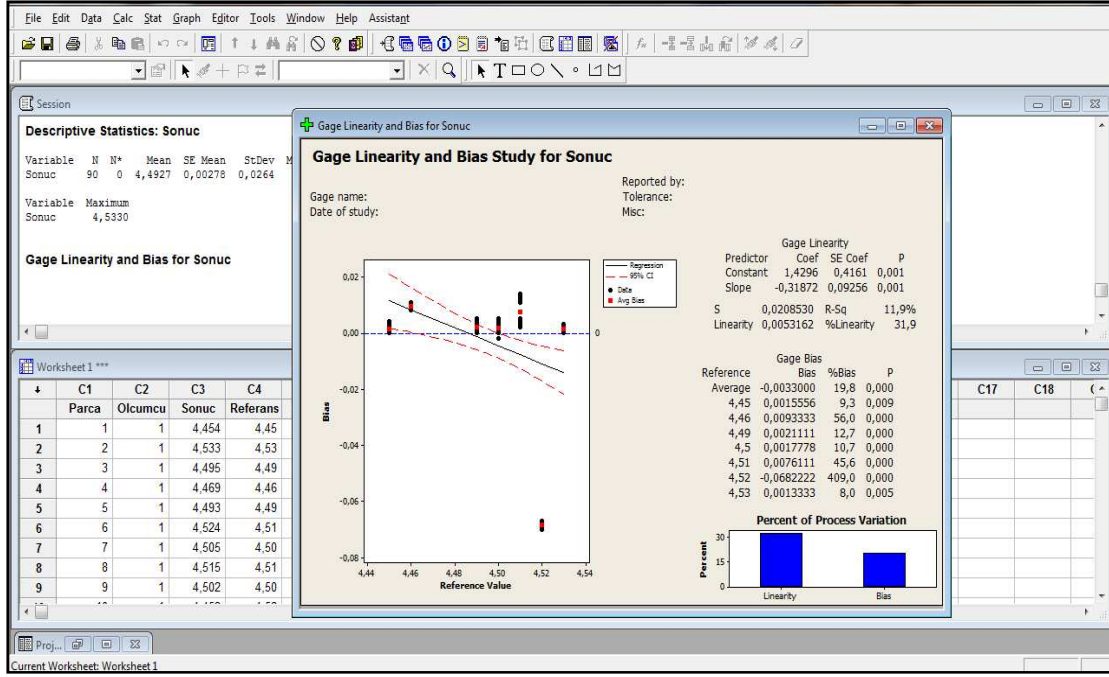 File Edit Data Calc Stat Graph Editor Tools Window Help Assistant
Session
Descriptive Statistics: Sonuc
Variable N N* Mean SE Mean StDev M
Sonuc 90 0 4,4927 0,00278 0,0264
Variable Maximum
Sonuc 4,5330
Gage Linearity and Bias for Sonuc
Gage Linearity and Bias for Sonuc
Gage Linearity and Bias Study for Sonuc
Gage name:
Date of study:
Reported by:
Tolerance:
Misc:
Regression
95% CI
Data
Avg Bias
0,02
0,00
-0,02
-0,04
-0,06
-0,08
0
Bias
4,44 4,46 4,48 4,50 4,52 4,54
Reference Value
Gage Linearity
Predictor Coef SE Coef P
Constant 1,4296 0,4161 0,001
Slope -0,31872 0,09256 0,001
S 0,0208530 R-Sq 11,9%
Linearity 0,0053162 %Linearity 31,9
Gage Bias
Reference Bias %Bias P
Average -0,0033000 19,8 0,000
4,45 0,0015556 9,3 0,009
4,46 0,0093333 56,0 0,000
4,49 0,0021111 12,7 0,000
4,5 0,0017778 10,7 0,000
4,51 0,0076111 45,6 0,000
4,52 -0,0682222 409,0 0,000
4,53 0,0013333 8,0 0,005
Percent of Process Variation
Percent
30
15
0
Linearity Bias
Worksheet 1 ***
C1 C2 C3 C4 C17 C18
Parca Olcumcu Sonuc Referans
1 1 1 4,454 4,45
2 2 1 4,533 4,53
3 3 1 4,495 4,49
4 4 1 4,469 4,46
5 5 1 4,493 4,49
6 6 1 4,524 4,51
7 7 1 4,505 4,50
8 8 1 4,515 4,51
9 9 1 4,502 4,50
Proj...
Current Worksheet: Worksheet 1